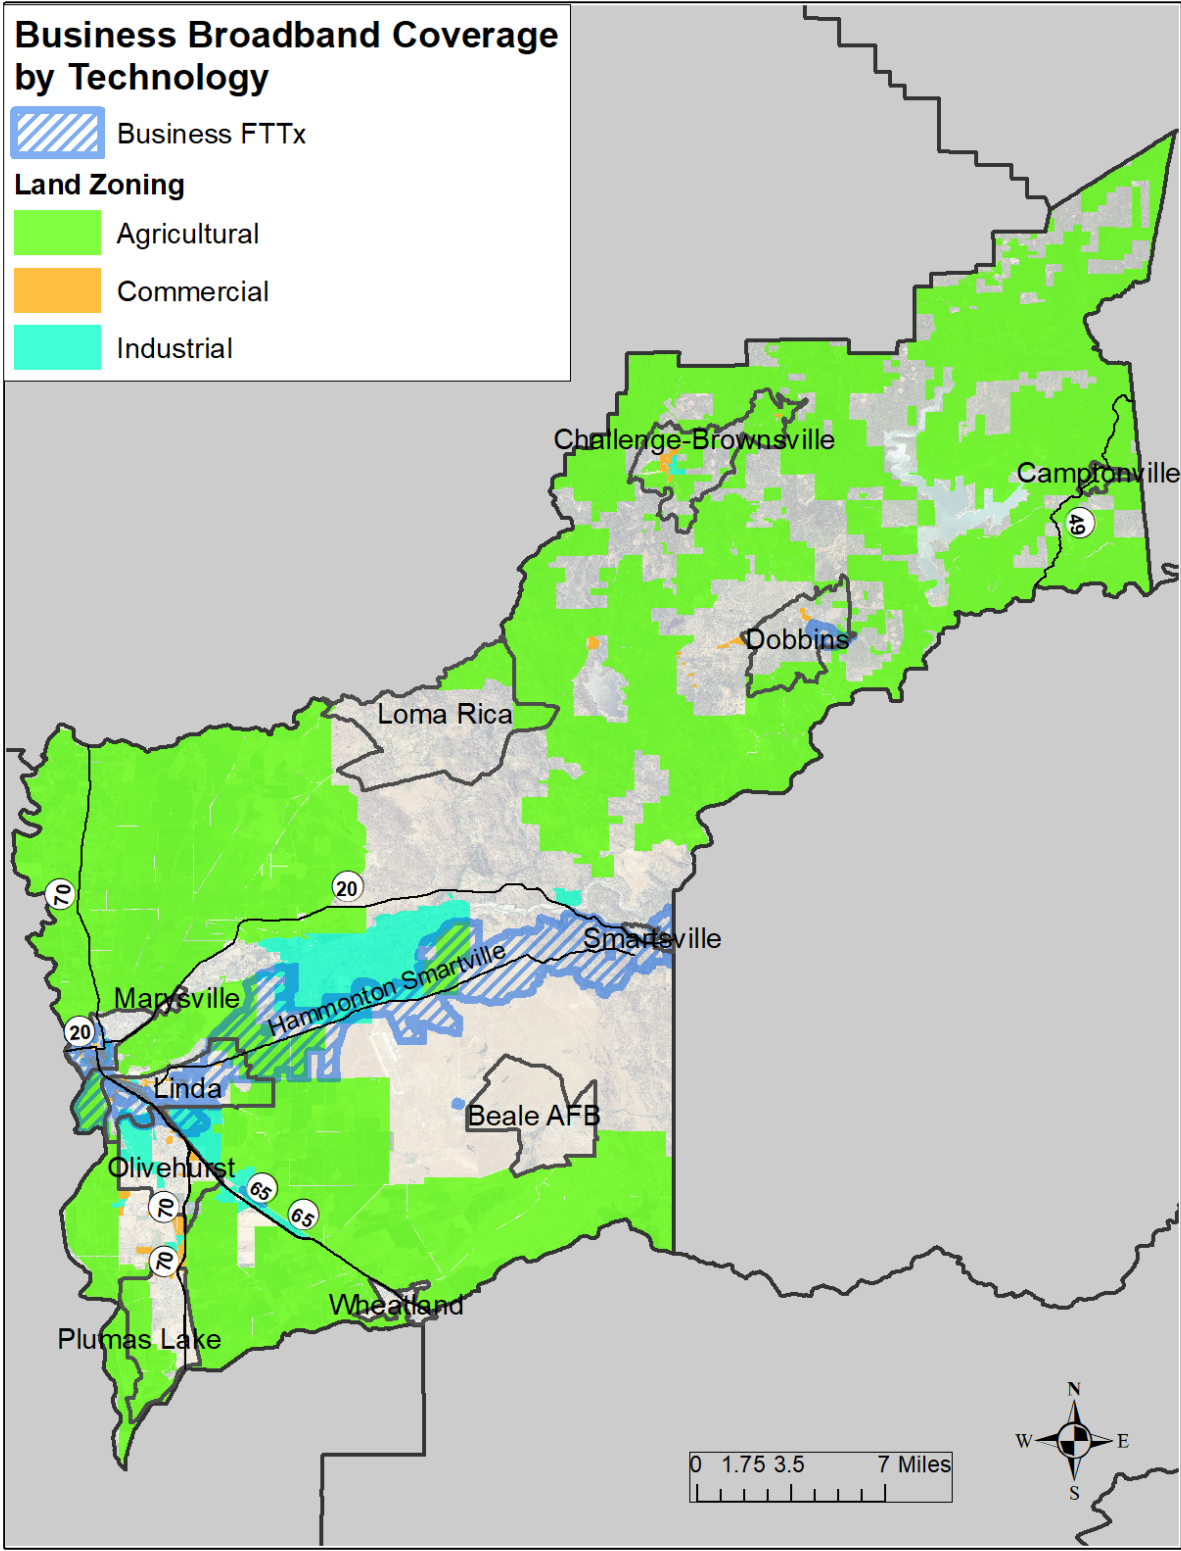 Business Broadband Coverage
by Technology
Business FTTx
Land Zoning
Agricultural
Commercial
Industrial
Challenge-Brownsville
Camptonville
49
Dobbins
Loma Rica
20
70
Smartsville
Hammonton Smartville
Marysville
20
Linda
Beale AFB
Olivehurst
65
70
65
70
Wheatland
Plumas Lake
N
W E
S
0 1.75 3.5 7 Miles